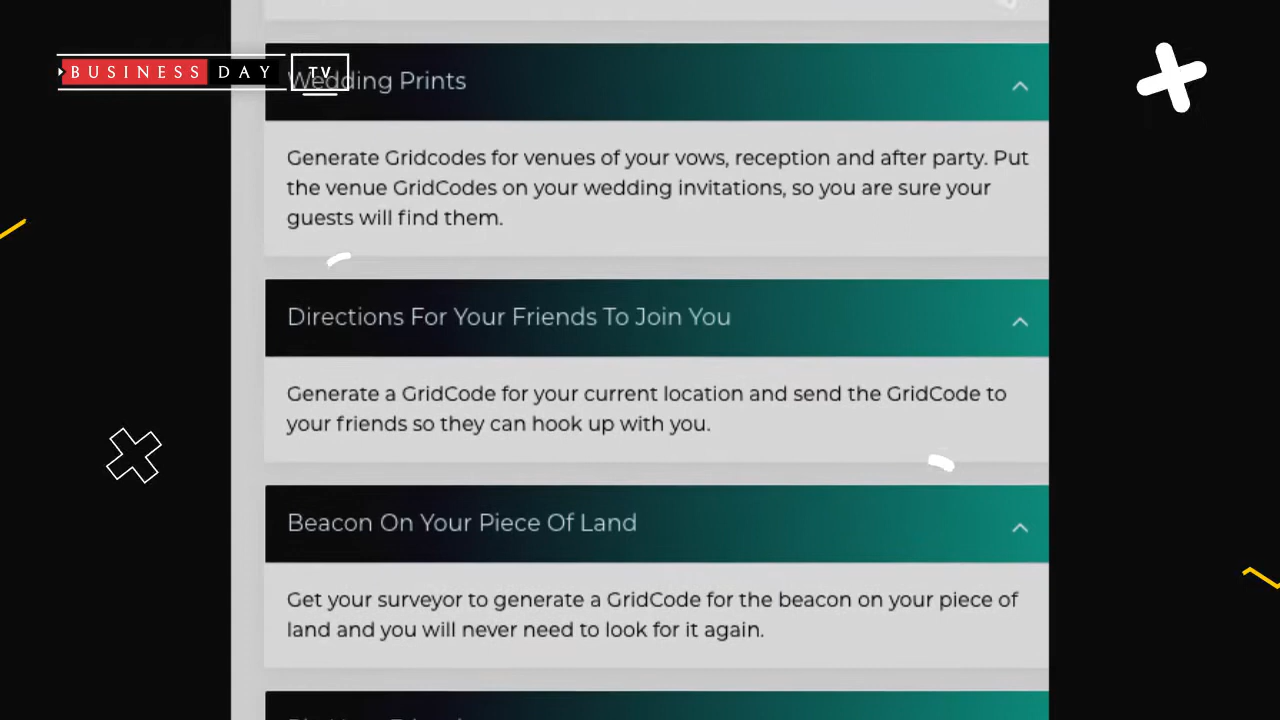 BUSINESS DAY TV
Wedding Prints
Generate Gridcodes for venues of your vows, reception and after party. Put
the venue GridCodes on your wedding invitations, so you are sure your
guests will find them.
Directions For Your Friends To Join You
Generate a GridCode for your current location and send the GridCode to
your friends so they can hook up with you.
Beacon On Your Piece Of Land
Get your surveyor to generate a GridCode for the beacon on your piece of
land and you will never need to look for it again.